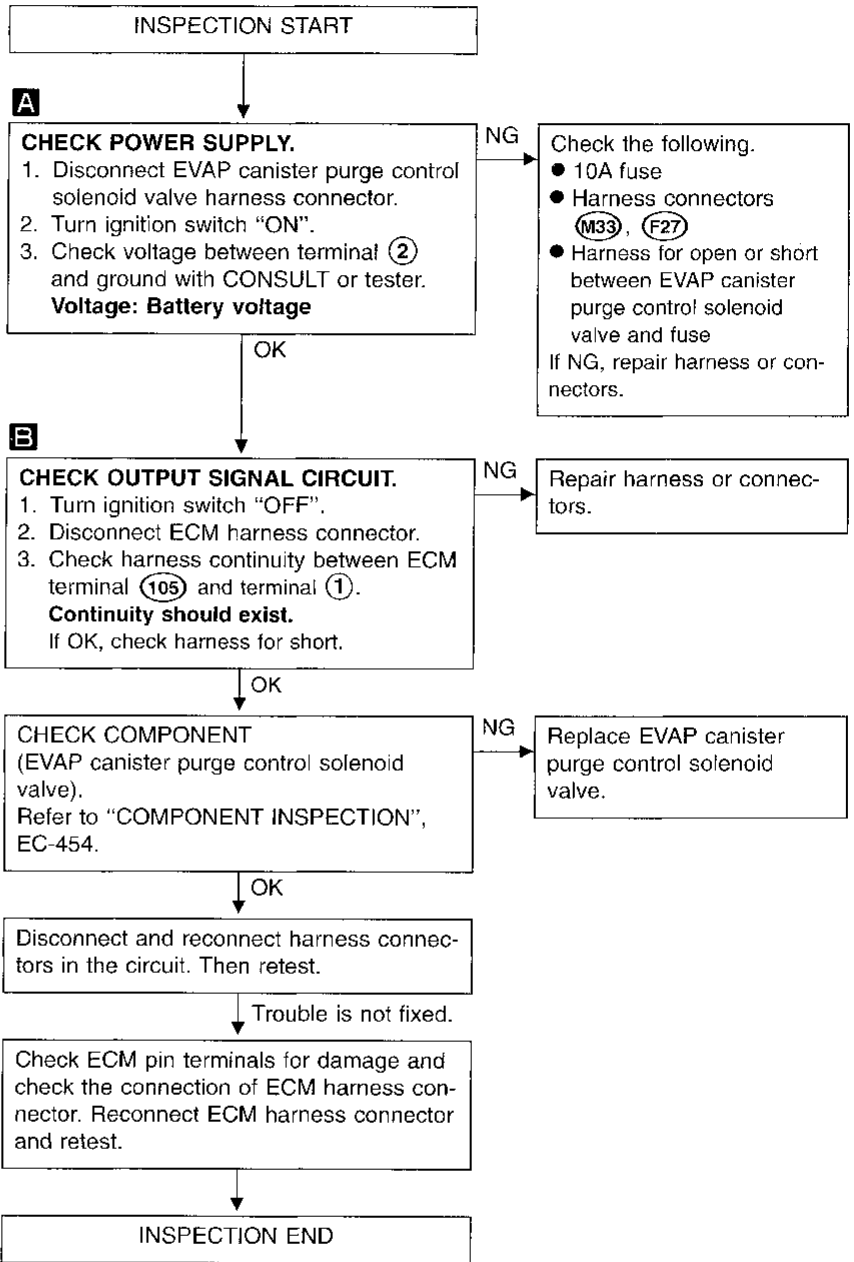 INSPECTION START
A
CHECK POWER SUPPLY.
1. Disconnect EVAP canister purge control
solenoid valve harness connector.
2. Turn ignition switch “ON”.
3. Check voltage between terminal ②
and ground with CONSULT or tester.
Voltage: Battery voltage
NG
Check the following.
● 10A fuse
● Harness connectors
M33, F27
● Harness for open or short
between EVAP canister
purge control solenoid
valve and fuse
If NG, repair harness or con-
nectors.
OK
B
CHECK OUTPUT SIGNAL CIRCUIT.
1. Turn ignition switch “OFF”.
2. Disconnect ECM harness connector.
3. Check harness continuity between ECM
terminal 105 and terminal ①.
Continuity should exist.
If OK, check harness for short.
NG
Repair harness or connec-
tors.
OK
CHECK COMPONENT
(EVAP canister purge control solenoid
valve).
Refer to “COMPONENT INSPECTION”,
EC-454.
NG
Replace EVAP canister
purge control solenoid
valve.
OK
Disconnect and reconnect harness connec-
tors in the circuit. Then retest.
Trouble is not fixed.
Check ECM pin terminals for damage and
check the connection of ECM harness con-
nector. Reconnect ECM harness connector
and retest.
INSPECTION END